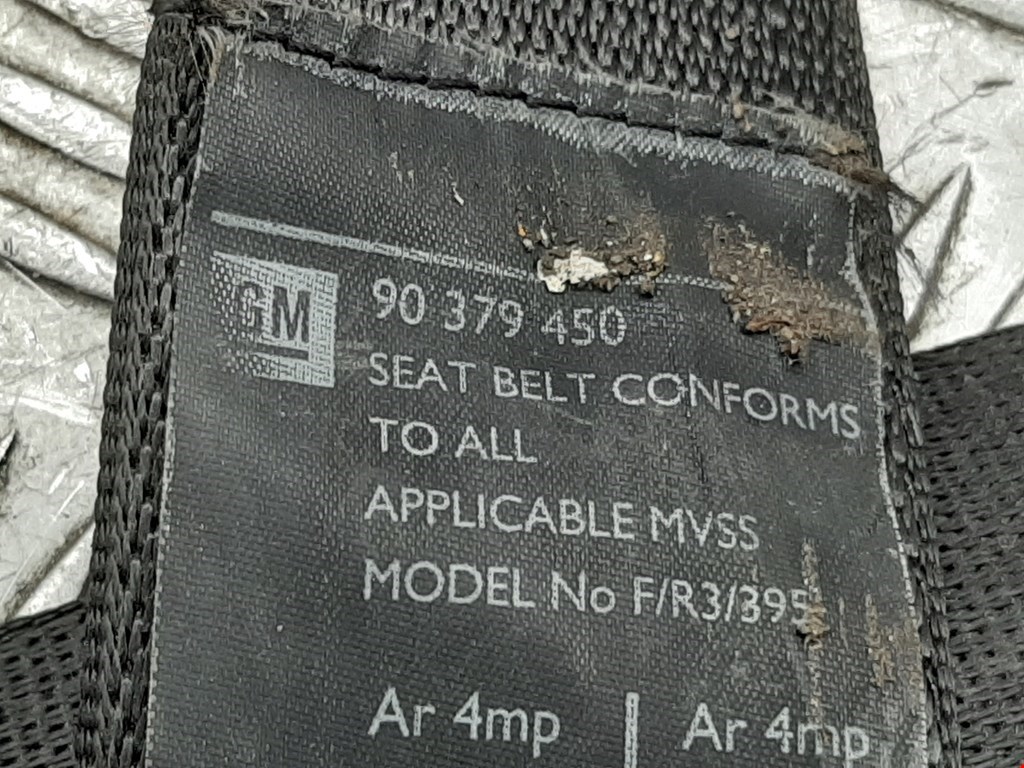 GM
90 379 450
SEAT BELT CONFORMS
TO ALL
APPLICABLE MVSS
MODEL No F/R3/395
Ar 4mp | Ar 4mp